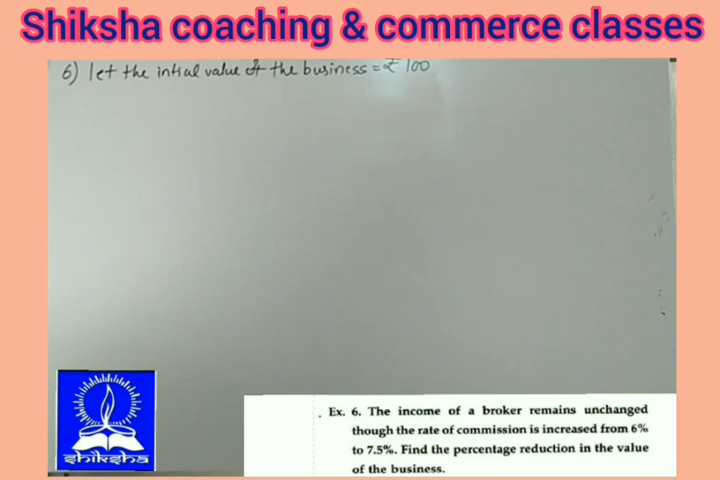 Shiksha coaching & commerce classes
6) let the intial value of the business = ₹ 100
shiksha
Ex. 6. The income of a broker remains unchanged
though the rate of commission is increased from 6%
to 7.5%. Find the percentage reduction in the value
of the business.